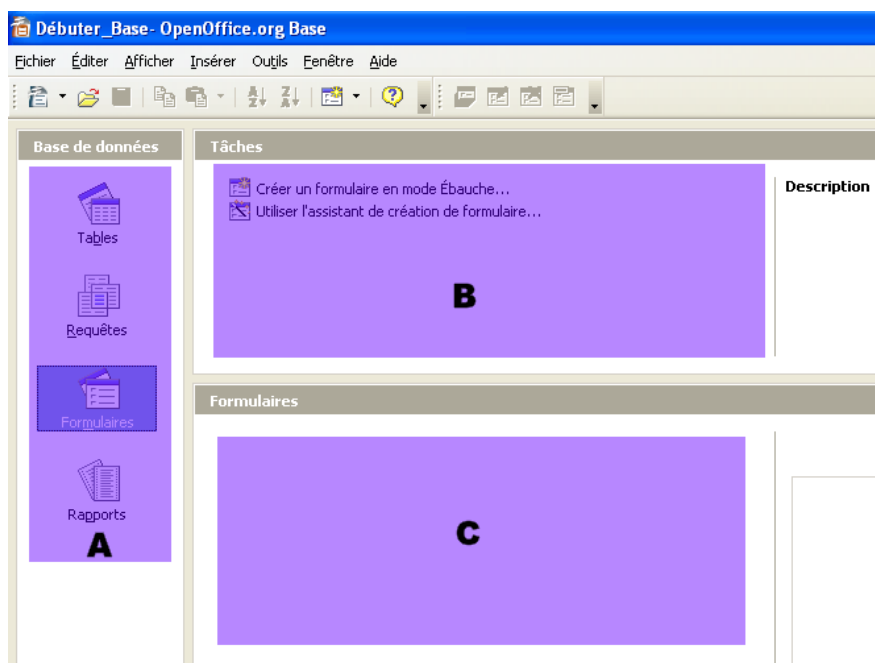 Débuter_Base- OpenOffice.org Base
Fichier Éditer Afficher Insérer Outils Fenêtre Aide
Base de données
Tables
Requêtes
Formulaires
Rapports
A
Tâches
Créer un formulaire en mode Ébauche...
Utiliser l'assistant de création de formulaire...
B
Description
Formulaires
C